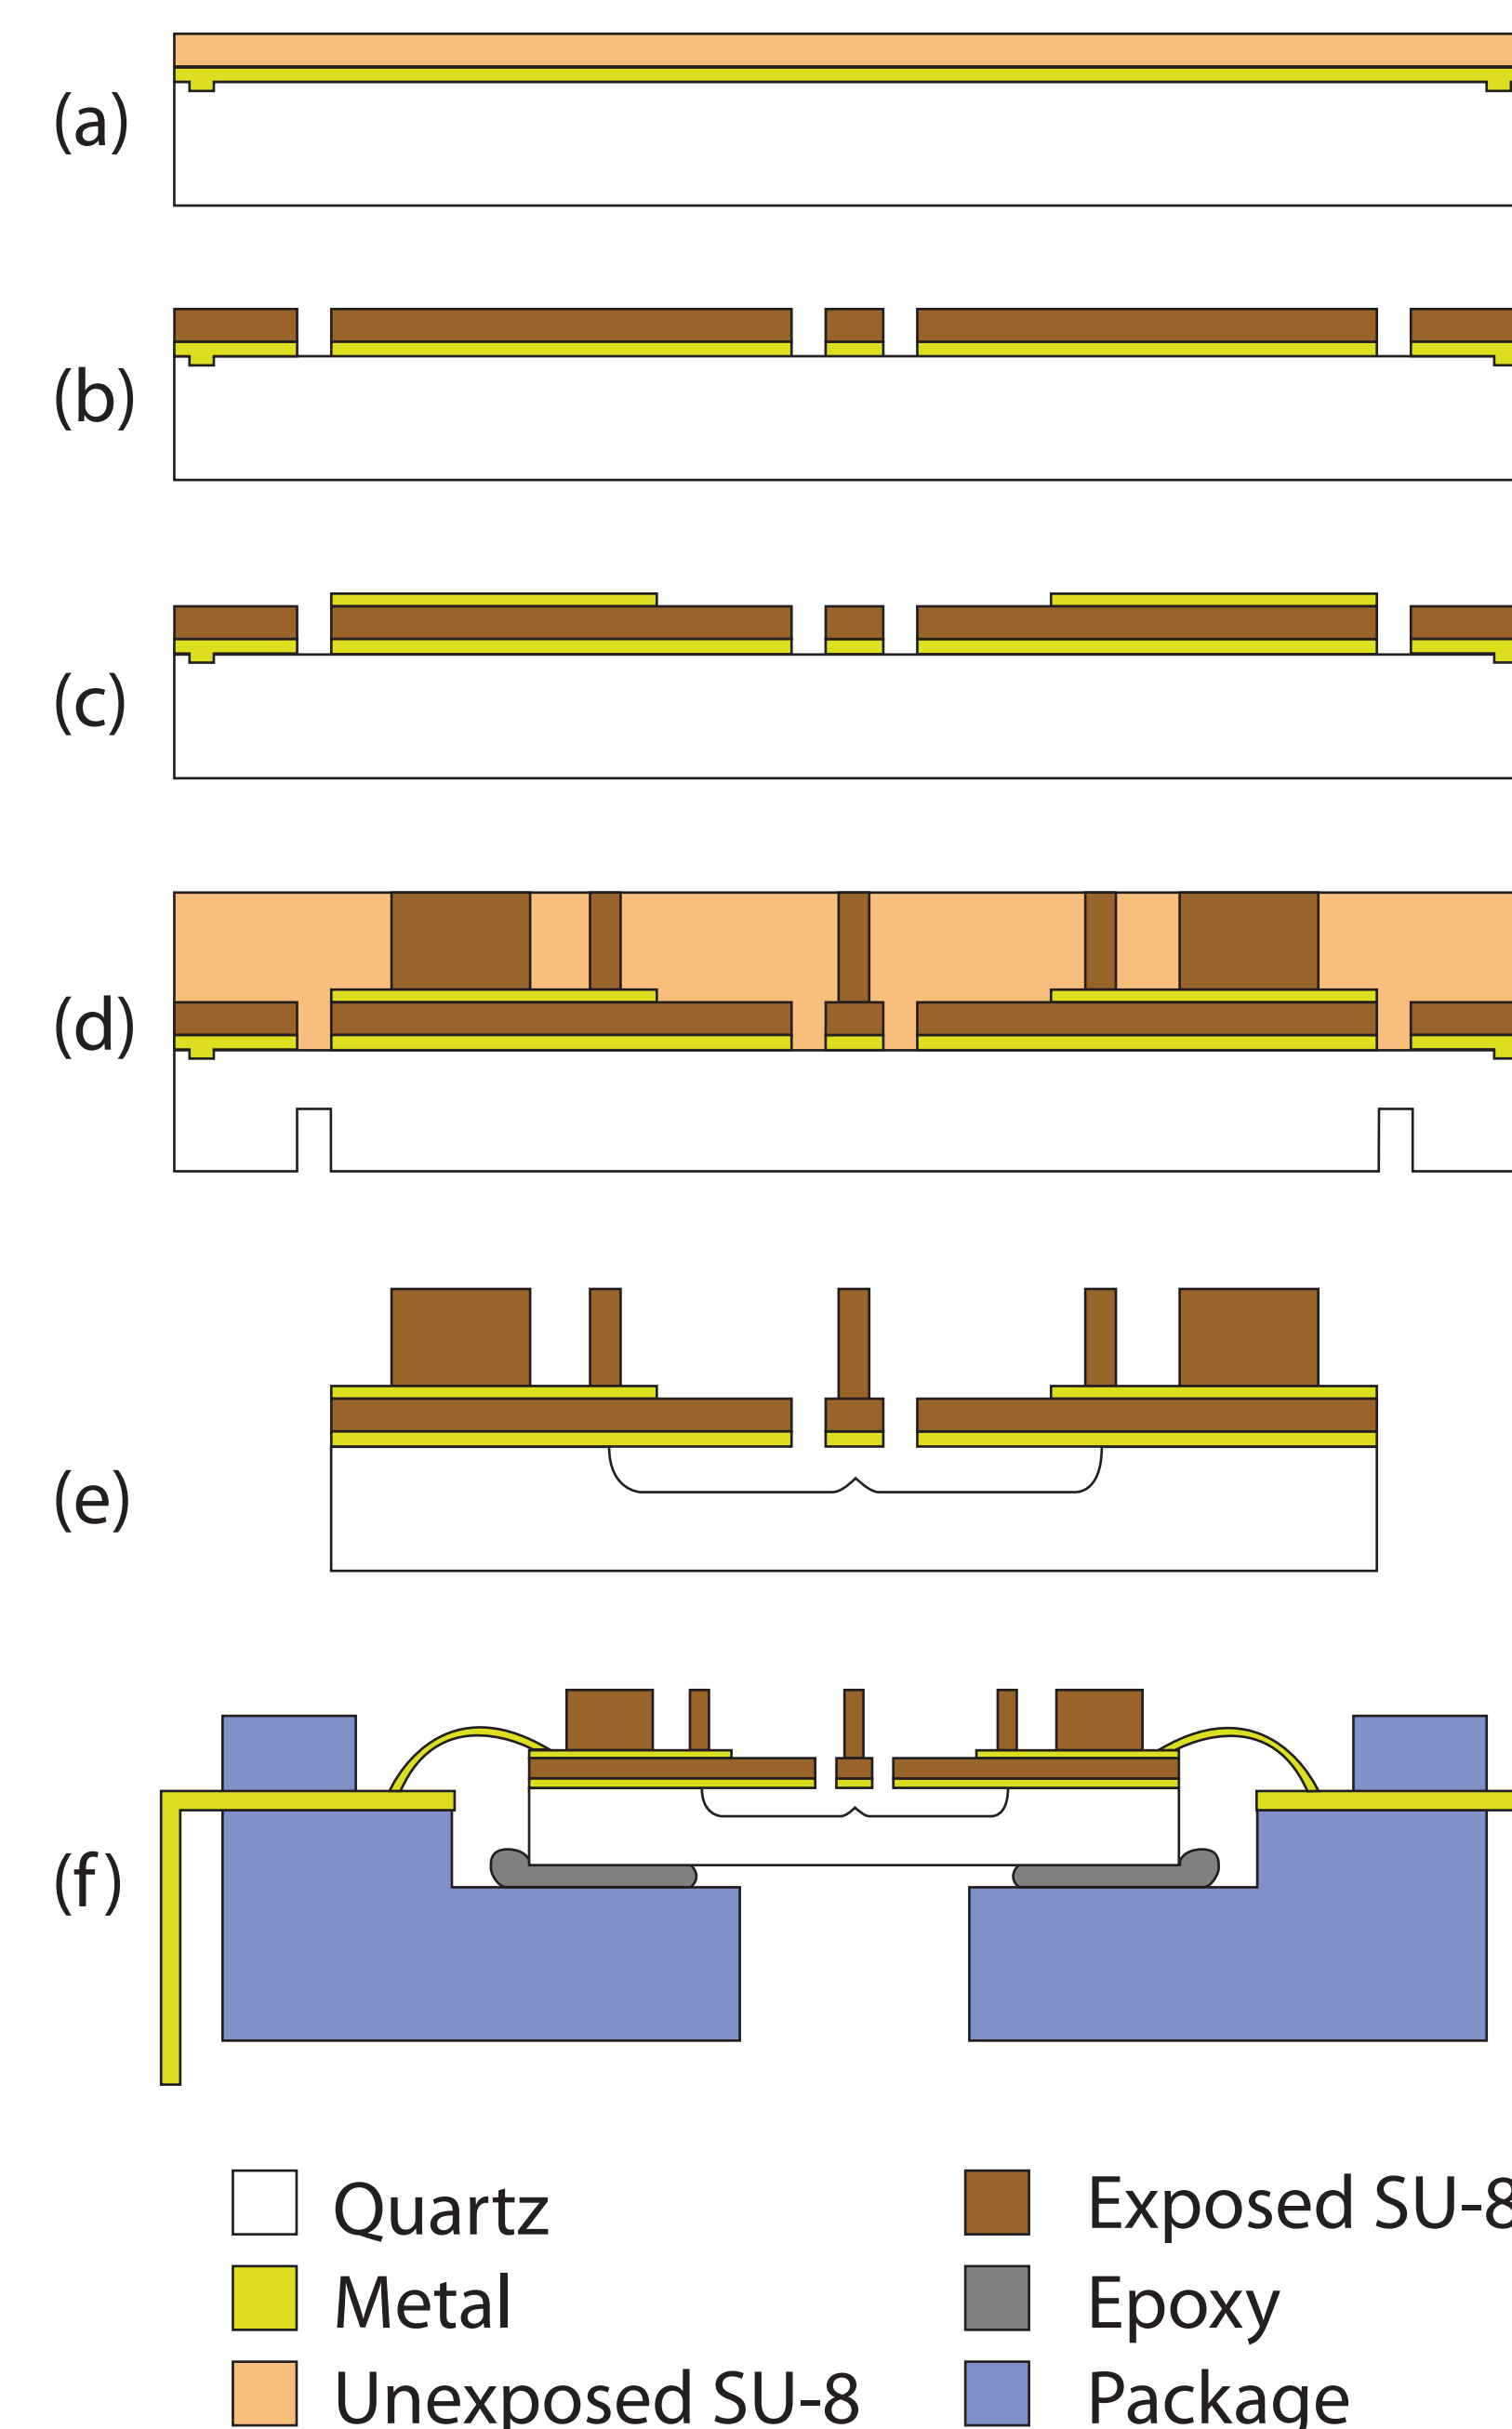 (a)
(b)
(c)
(d)
(e)
(f)
Quartz
Exposed SU-8
Metal
Epoxy
Unexposed SU-8
Package